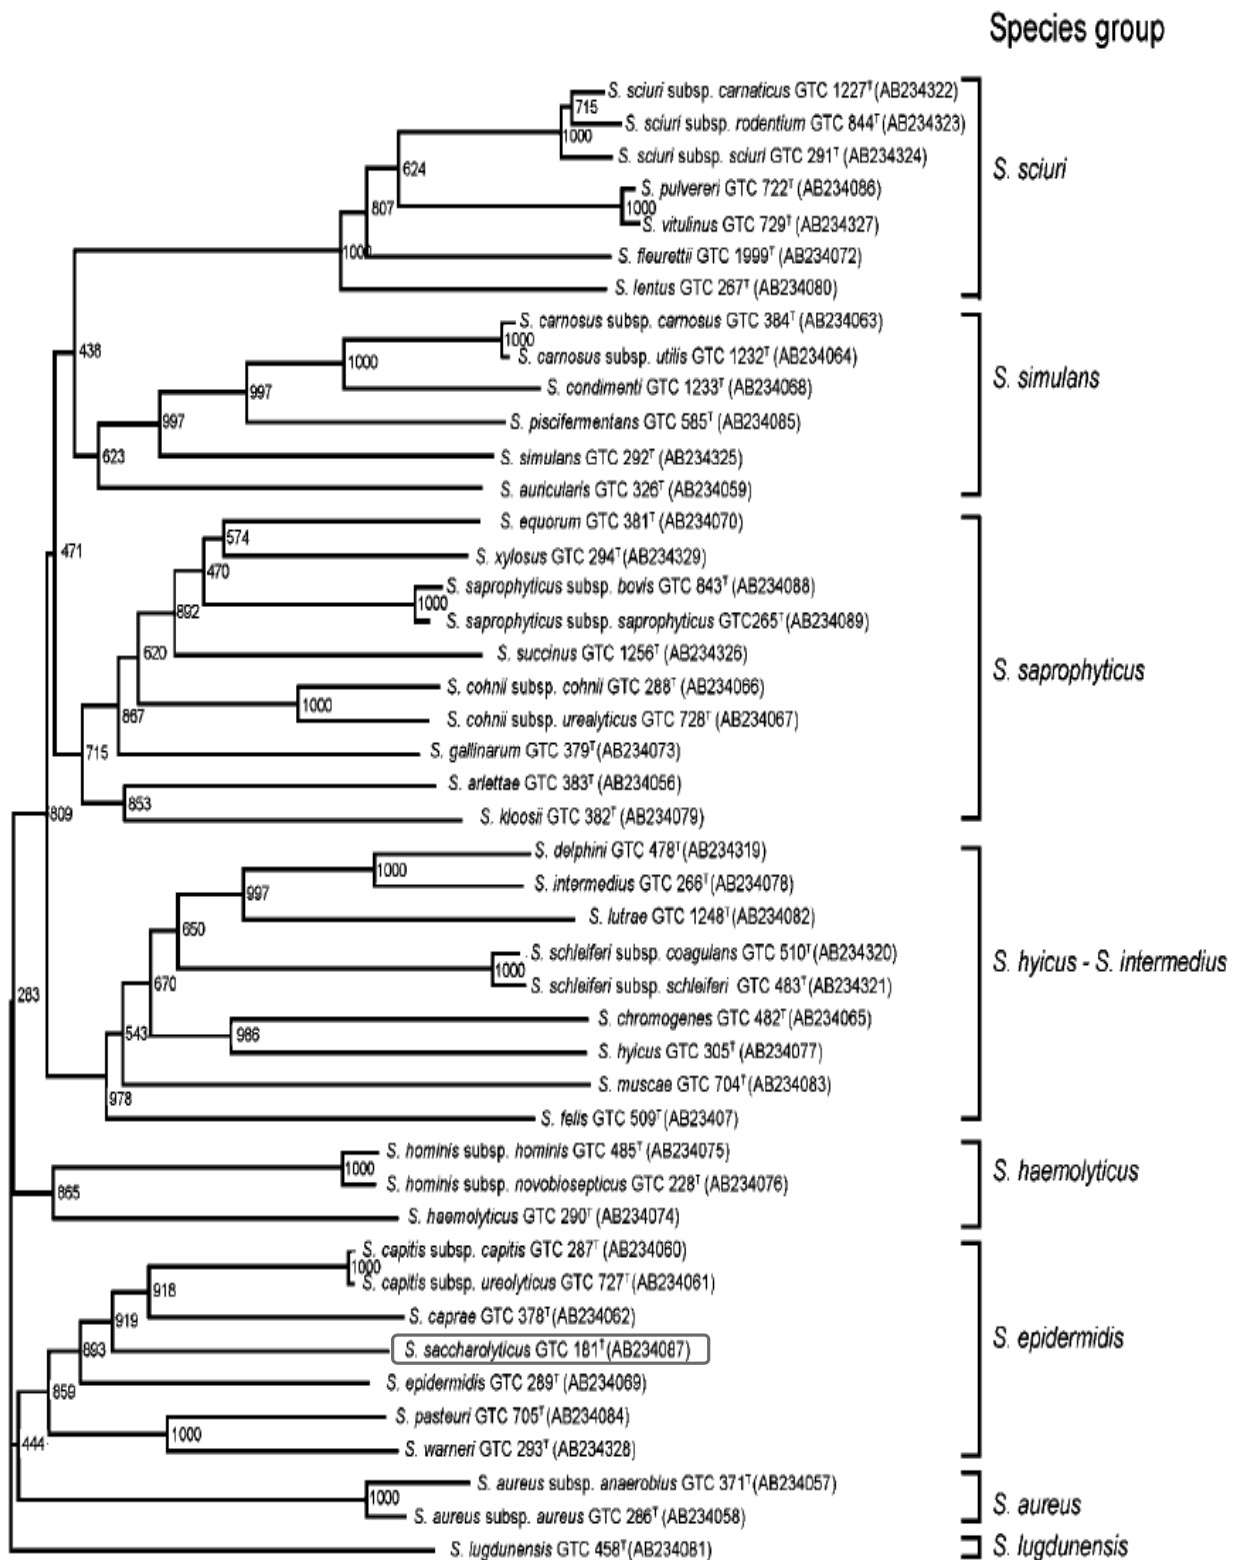 Species group
S. sciuri subsp. carnaticus GTC 1227ᵀ(AB234322)
715
S. sciuri subsp. rodentium GTC 844ᵀ(AB234323)
1000
S. sciuri subsp. sciuri GTC 291ᵀ (AB234324)
S. sciuri
624
S. pulvereri GTC 722ᵀ (AB234086)
1000
807
S. vitulinus GTC 729ᵀ (AB234327)
1000
S. fleurettii GTC 1999ᵀ (AB234072)
S. lentus GTC 267ᵀ (AB234080)
S. carnosus subsp. carnosus GTC 384ᵀ (AB234063)
1000
438
S. carnosus subsp. utilis GTC 1232ᵀ (AB234064)
1000
S. simulans
997
S. condimenti GTC 1233ᵀ (AB234068)
997
S. piscifermentans GTC 585ᵀ (AB234085)
623
S. simulans GTC 292ᵀ (AB234325)
S. auricularis GTC 326ᵀ (AB234059)
S. equorum GTC 381ᵀ (AB234070)
574
471
S. xylosus GTC 294ᵀ(AB234329)
470
S. saprophyticus subsp. bovis GTC 843ᵀ (AB234088)
1000
892
S. saprophyticus subsp. saprophyticus GTC265ᵀ(AB234089)
620
S. succinus GTC 1256ᵀ (AB234326)
S. saprophyticus
S. cohnii subsp. cohnii GTC 288ᵀ (AB234066)
1000
867
S. cohnii subsp. urealyticus GTC 728ᵀ (AB234067)
715
S. gallinarum GTC 379ᵀ(AB234073)
S. arlettae GTC 383ᵀ (AB234056)
853
809
S. kloosii GTC 382ᵀ (AB234079)
S. delphini GTC 478ᵀ(AB234319)
1000
S. intermedius GTC 266ᵀ(AB234078)
997
S. lutrae GTC 1248ᵀ(AB234082)
650
S. schleiferi subsp. coagulans GTC 510ᵀ(AB234320)
S. hyicus - S. intermedius
1000
670
S. schleiferi subsp. schleiferi GTC 483ᵀ(AB234321)
283
S. chromogenes GTC 482ᵀ(AB234065)
543
986
S. hyicus GTC 305ᵀ (AB234077)
S. muscae GTC 704ᵀ(AB234083)
978
S. felis GTC 509ᵀ(AB23407)
S. hominis subsp. hominis GTC 485ᵀ (AB234075)
1000
S. haemolyticus
S. hominis subsp. novobiosepticus GTC 228ᵀ (AB234076)
865
S. haemolyticus GTC 290ᵀ (AB234074)
S. capitis subsp. capitis GTC 287ᵀ (AB234060)
1000
S. capitis subsp. ureolyticus GTC 727ᵀ(AB234061)
918
S. caprae GTC 378ᵀ(AB234062)
919
S. epidermidis
893
S. saccharolyticus GTC 181ᵀ(AB234087)
S. epidermidis GTC 289ᵀ (AB234069)
859
S. pasteuri GTC 705ᵀ(AB234084)
1000
444
S. warneri GTC 293ᵀ (AB234328)
S. aureus subsp. anaerobius GTC 371ᵀ(AB234057)
1000
S. aureus
S. aureus subsp. aureus GTC 286ᵀ (AB234058)
S. lugdunensis GTC 458ᵀ(AB234081)
S. lugdunensis